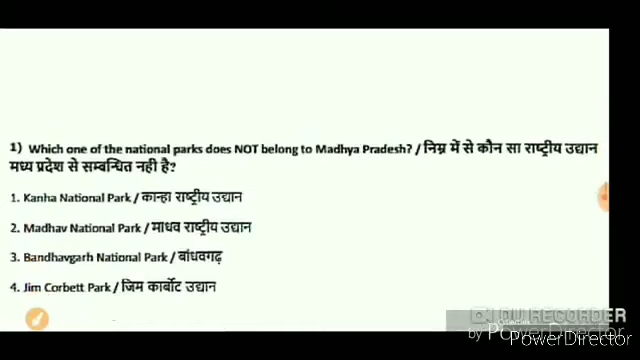 1) Which one of the national parks does NOT belong to Madhya Pradesh? / निम्न में से कौन सा राष्ट्रीय उद्यान
मध्य प्रदेश से सम्बन्धित नही है?
1. Kanha National Park / कान्हा राष्ट्रीय उद्यान
2. Madhav National Park / माधव राष्ट्रीय उद्यान
3. Bandhavgarh National Park / बांधवगढ़
4. Jim Corbett Park / जिम कार्बोट उद्यान
DU RECORDER
by PowerDirector
PowerDirector